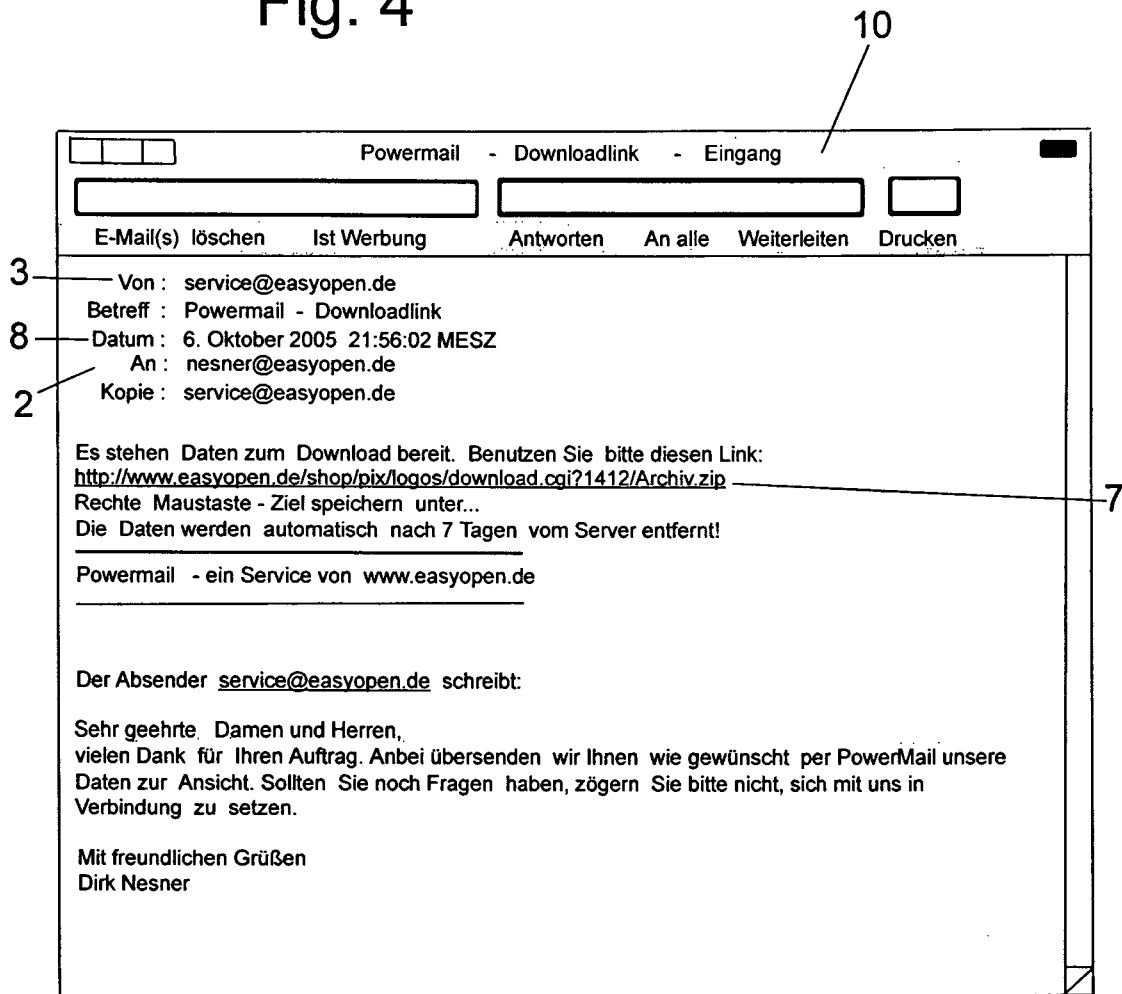 Fig. 4
10
Powermail - Downloadlink - Eingang
E-Mail(s) löschen Ist Werbung Antworten An alle Weiterleiten Drucken
3
Von : service@easyopen.de
Betreff : Powermail - Downloadlink
8
Datum : 6. Oktober 2005 21:56:02 MESZ
An : nesner@easyopen.de
2
Kopie : service@easyopen.de
Es stehen Daten zum Download bereit. Benutzen Sie bitte diesen Link:
http://www.easyopen.de/shop/pix/logos/download.cgi?1412/Archiv.zip
7
Rechte Maustaste - Ziel speichern unter...
Die Daten werden automatisch nach 7 Tagen vom Server entfernt!
Powermail - ein Service von www.easyopen.de
Der Absender service@easyopen.de schreibt:
Sehr geehrte Damen und Herren,
vielen Dank für Ihren Auftrag. Anbei übersenden wir Ihnen wie gewünscht per PowerMail unsere
Daten zur Ansicht. Sollten Sie noch Fragen haben, zögern Sie bitte nicht, sich mit uns in
Verbindung zu setzen.
Mit freundlichen Grüßen
Dirk Nesner